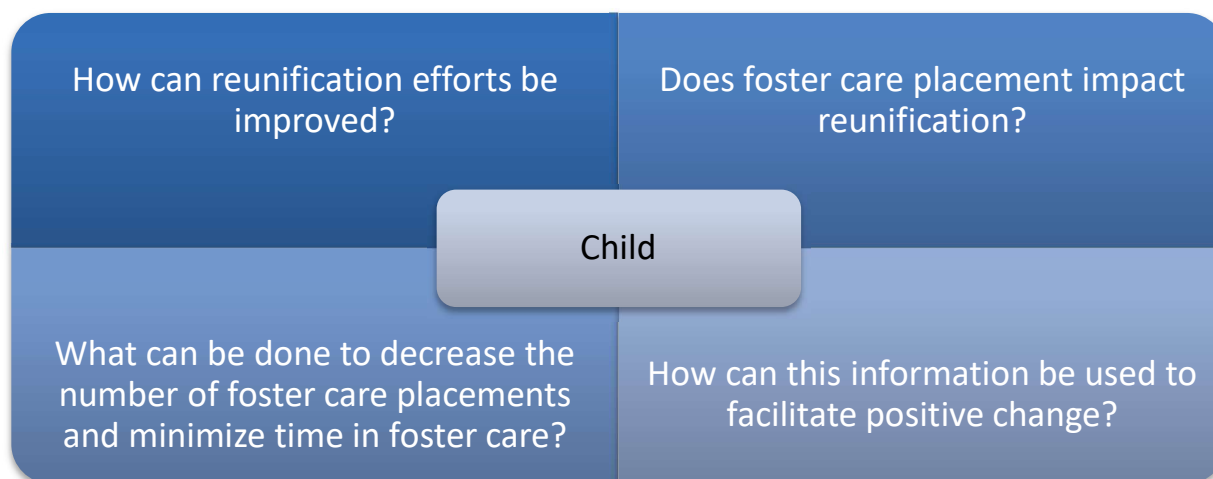 How can reunification efforts be
improved?
Does foster care placement impact
reunification?
Child
What can be done to decrease the
number of foster care placements
and minimize time in foster care?
How can this information be used to
facilitate positive change?